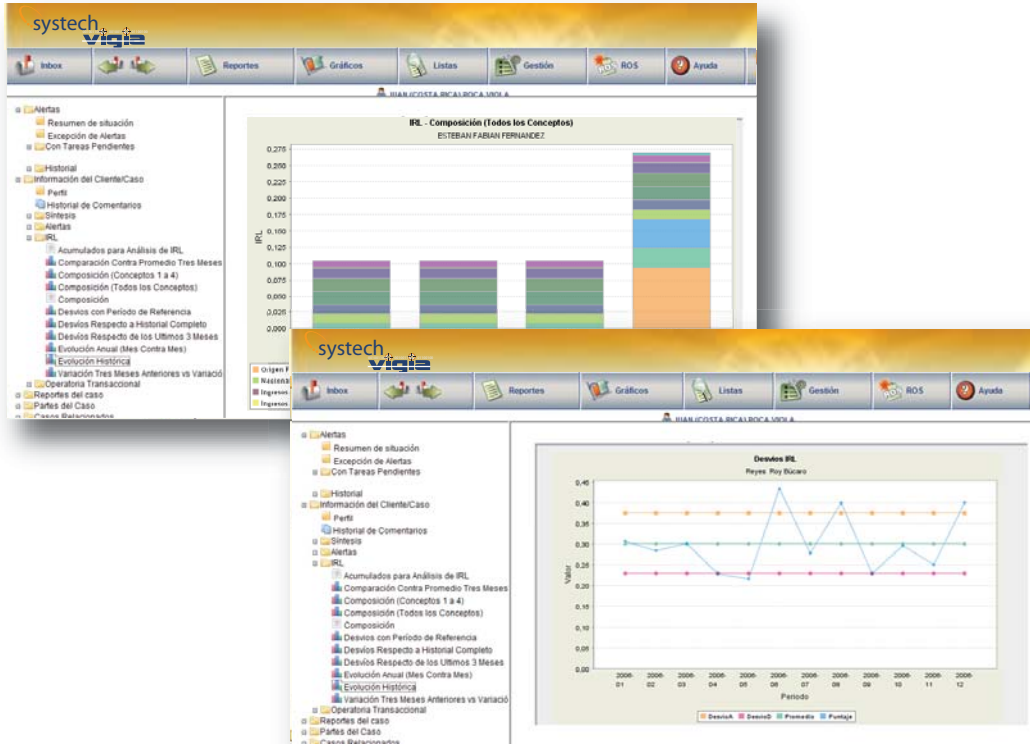 systech
vigia
Inbox
Reportes
Gráficos
Listas
Gestión
ROS
Ayuda
JUAN (COSTA RICA) ROCA VIOLA
Alertas
Resumen de situación
Excepción de Alertas
Con Tareas Pendientes
Historial
Información del Cliente/Caso
Perfil
Historial de Comentarios
Síntesis
Alertas
IRL
Acumulados para Análisis de IRL
Comparación Contra Promedio Tres Meses
Composición (Conceptos 1 a 4)
Composición (Todos los Conceptos)
Composición
Desvios con Período de Referencia
Desvíos Respecto a Historial Completo
Desvíos Respecto de los Ultimos 3 Meses
Evolución Anual (Mes Contra Mes)
Evolución Histórica
Variación Tres Meses Anteriores vs Variació
Operatoria Transaccional
Reportes del caso
Partes del Caso
Casos Relacionados
IRL - Composición (Todos los Conceptos)
ESTEBAN FABIAN FERNANDEZ
0,275
0,250
0,225
0,200
0,175
0,150
0,125
0,100
0,075
0,050
0,025
0,000
IRL
Origen
Nacional
Ingresos
Ingresos
systech
vigia
Inbox
Reportes
Gráficos
Listas
Gestión
ROS
Ayuda
JUAN (COSTA RICA) ROCA VIOLA
Alertas
Resumen de situación
Excepción de Alertas
Con Tareas Pendientes
Historial
Información del Cliente/Caso
Perfil
Historial de Comentarios
Síntesis
Alertas
IRL
Acumulados para Análisis de IRL
Comparación Contra Promedio Tres Meses
Composición (Conceptos 1 a 4)
Composición (Todos los Conceptos)
Composición
Desvios con Período de Referencia
Desvíos Respecto a Historial Completo
Desvíos Respecto de los Ultimos 3 Meses
Evolución Anual (Mes Contra Mes)
Evolución Histórica
Variación Tres Meses Anteriores vs Variació
Operatoria Transaccional
Reportes del caso
Partes del Caso
Casos Relacionados
Desvíos IRL
Reyes Roy Búcaro
0,45
0,40
0,35
0,30
0,25
0,20
0,15
0,10
0,05
0,00
Valor
2006- 2006- 2006- 2006- 2006- 2006- 2006- 2006- 2006- 2006- 2006- 2006-
01 02 03 04 05 06 07 08 09 10 11 12
Periodo
DesvioA DesvioD Promedio Puntaje